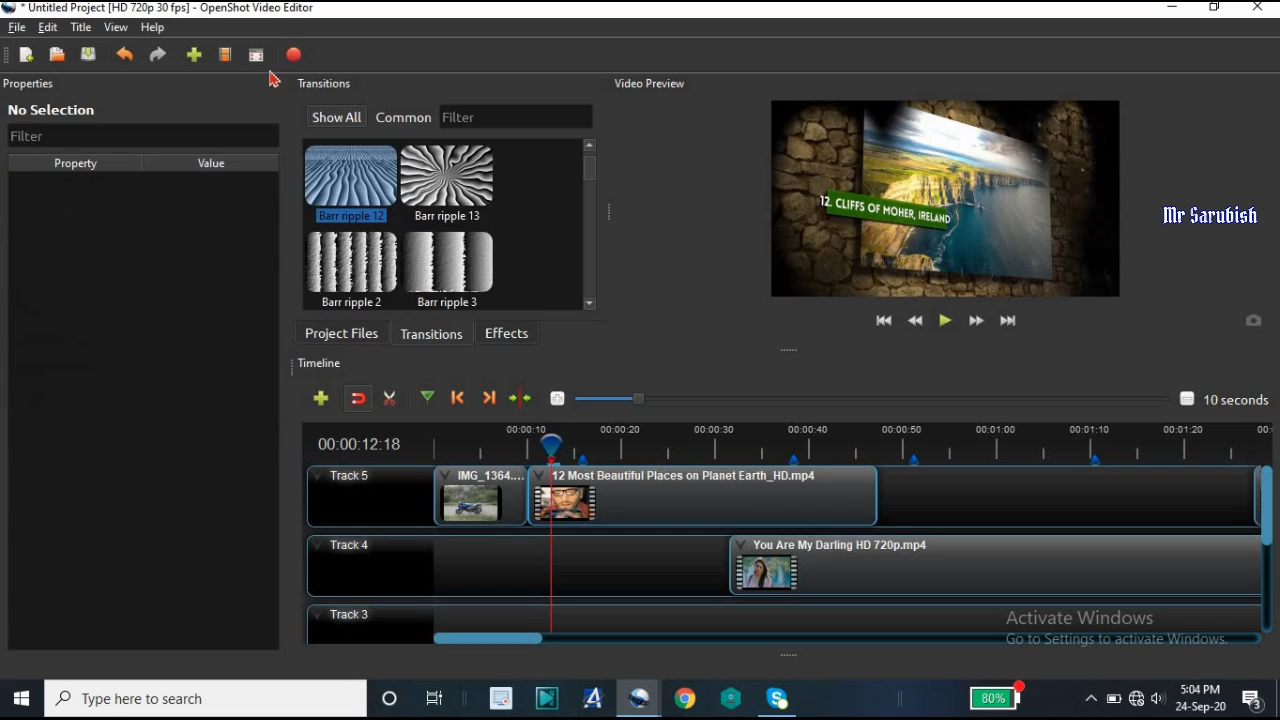 * Untitled Project [HD 720p 30 fps] - OpenShot Video Editor
File Edit Title View Help
Properties
Transitions
Video Preview
No Selection
Filter
Property Value
Show All Common Filter
Barr ripple 12 Barr ripple 13
Barr ripple 2 Barr ripple 3
12. CLIFFS OF MOHER, IRELAND
Mr Sarubish
Project Files Transitions Effects
Timeline
10 seconds
00:00:12:18
00:00:10 00:00:20 00:00:30 00:00:40 00:00:50 00:01:00 00:01:10 00:01:20 00:
Track 5
IMG_1364....
12 Most Beautiful Places on Planet Earth_HD.mp4
Track 4
You Are My Darling HD 720p.mp4
Track 3
Activate Windows
Go to Settings to activate Windows.
Type here to search
80%
5:04 PM
24-Sep-20
3